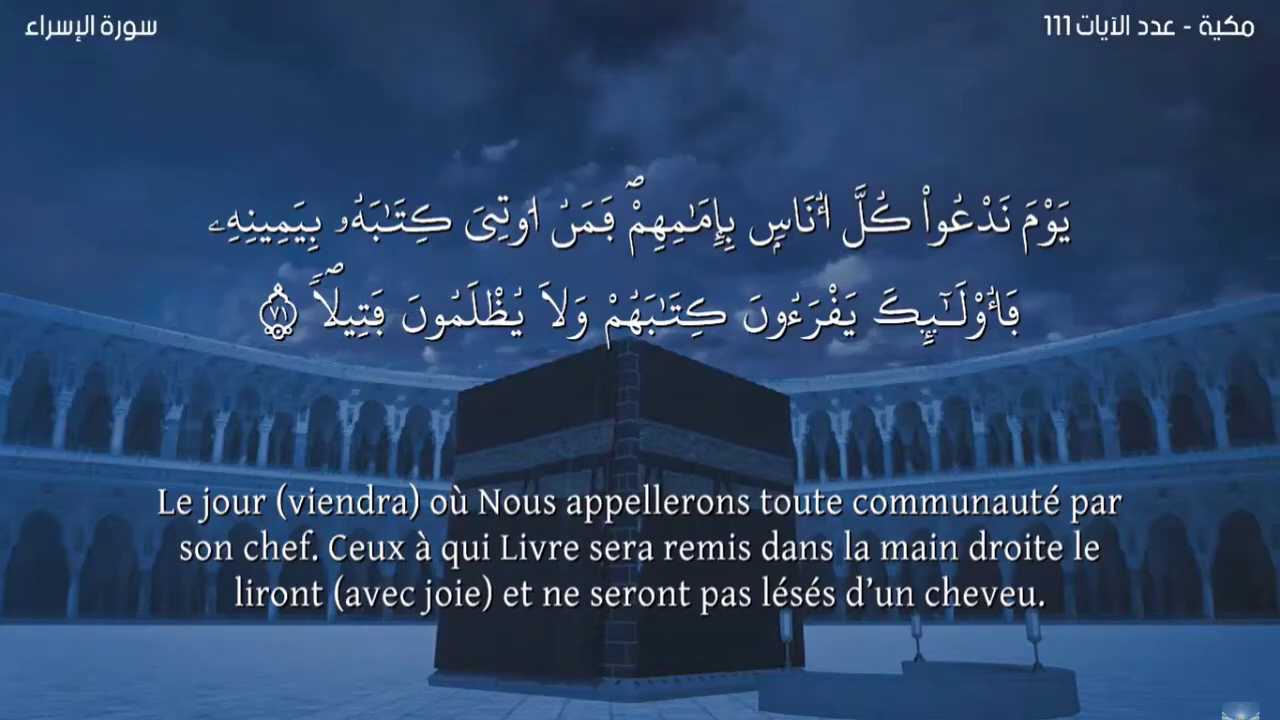 سورة الإسراء
مكية - عدد الآيات 111
يَوْمَ نَدْعُواْ كُلَّ أُنَاسِۭ بِإِمَٰمِهِمْۖ فَمَنُ اوتِيَ كِتَٰبَهُۥ بِيَمِينِهِۦ
فَأُوْلَٰٓئِكَ يَقْرَءُونَ كِتَٰبَهُمْ وَلَا يُظْلَمُونَ فَتِيلاٗۖ ٧١
Le jour (viendra) où Nous appellerons toute communauté par
son chef. Ceux à qui Livre sera remis dans la main droite le
liront (avec joie) et ne seront pas lésés d’un cheveu.